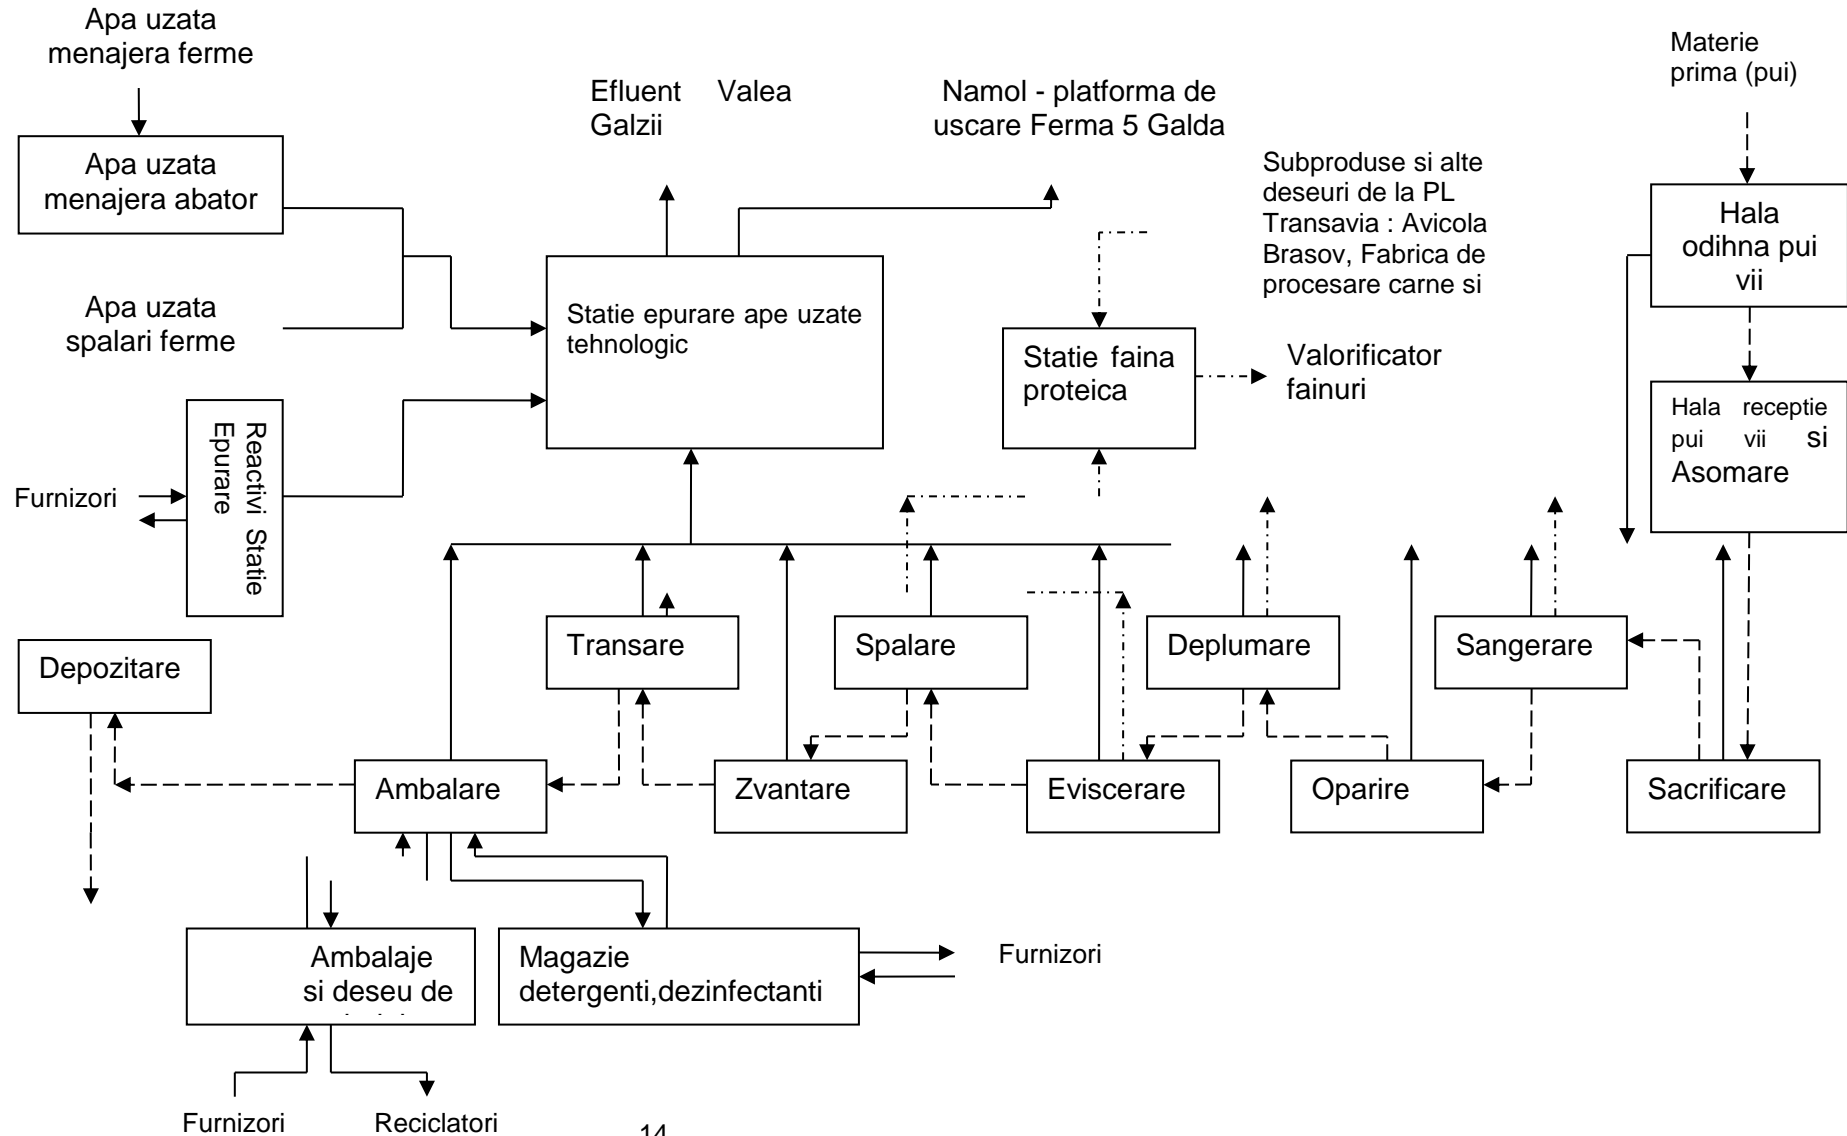 Apa uzata
menajera ferme
Materie
prima (pui)
Efluent Valea
Galzii
Namol - platforma de
uscare Ferma 5 Galda
Apa uzata
menajera abator
Subproduse si alte
deseuri de la PL
Transavia : Avicola
Brasov, Fabrica de
procesare carne si
Hala
odihna pui
vii
Apa uzata
spalari ferme
Statie epurare ape uzate
tehnologic
Statie faina
proteica
Valorificator
fainuri
Hala receptie
pui vii si
Asomare
Furnizori
Reactivi Statie
Epurare
Depozitare
Transare
Spalare
Deplumare
Sangerare
Ambalare
Zvantare
Eviscerare
Oparire
Sacrificare
Ambalaje
si deseu de
Magazie
detergenti,dezinfectanti
Furnizori
Furnizori
Reciclatori
14